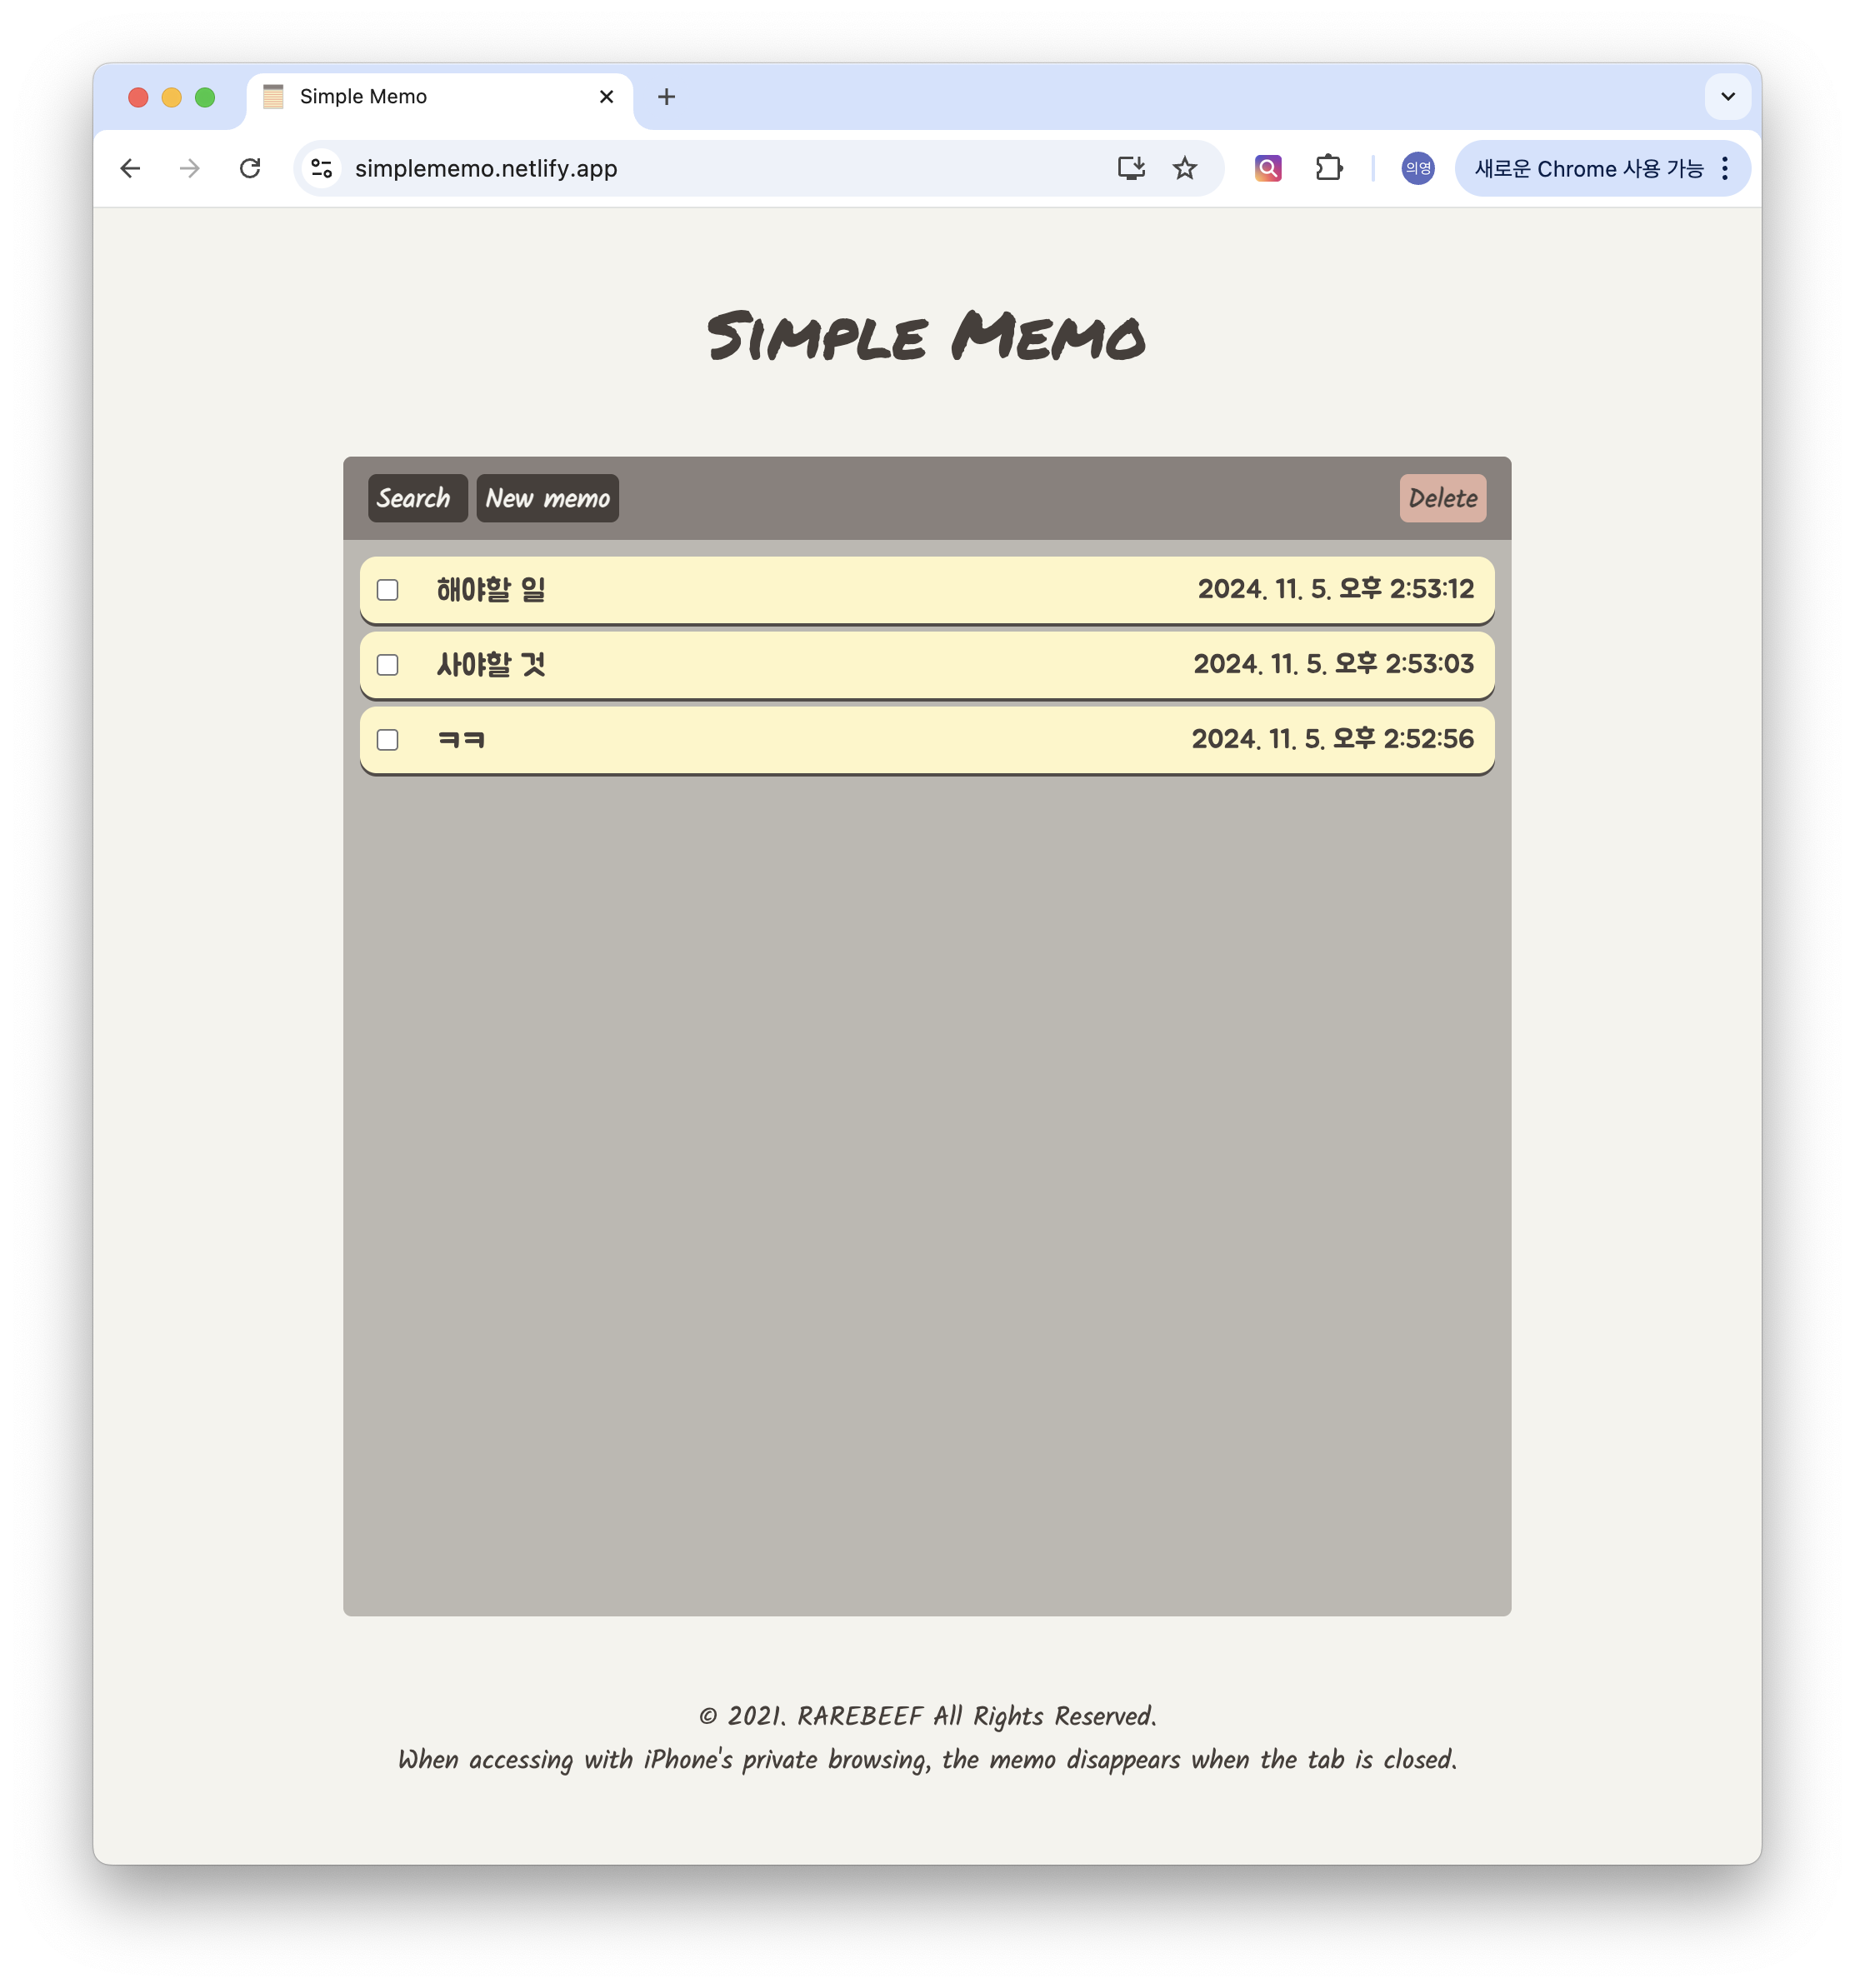 Simple Memo
simplememo.netlify.app
의영
새로운 Chrome 사용 가능
Simple Memo
Search New memo Delete
해야할 일 2024. 11. 5. 오후 2:53:12
사야할 것 2024. 11. 5. 오후 2:53:03
ㅋㅋ 2024. 11. 5. 오후 2:52:56
© 2021. RAREBEEF All Rights Reserved.
When accessing with iPhone's private browsing, the memo disappears when the tab is closed.